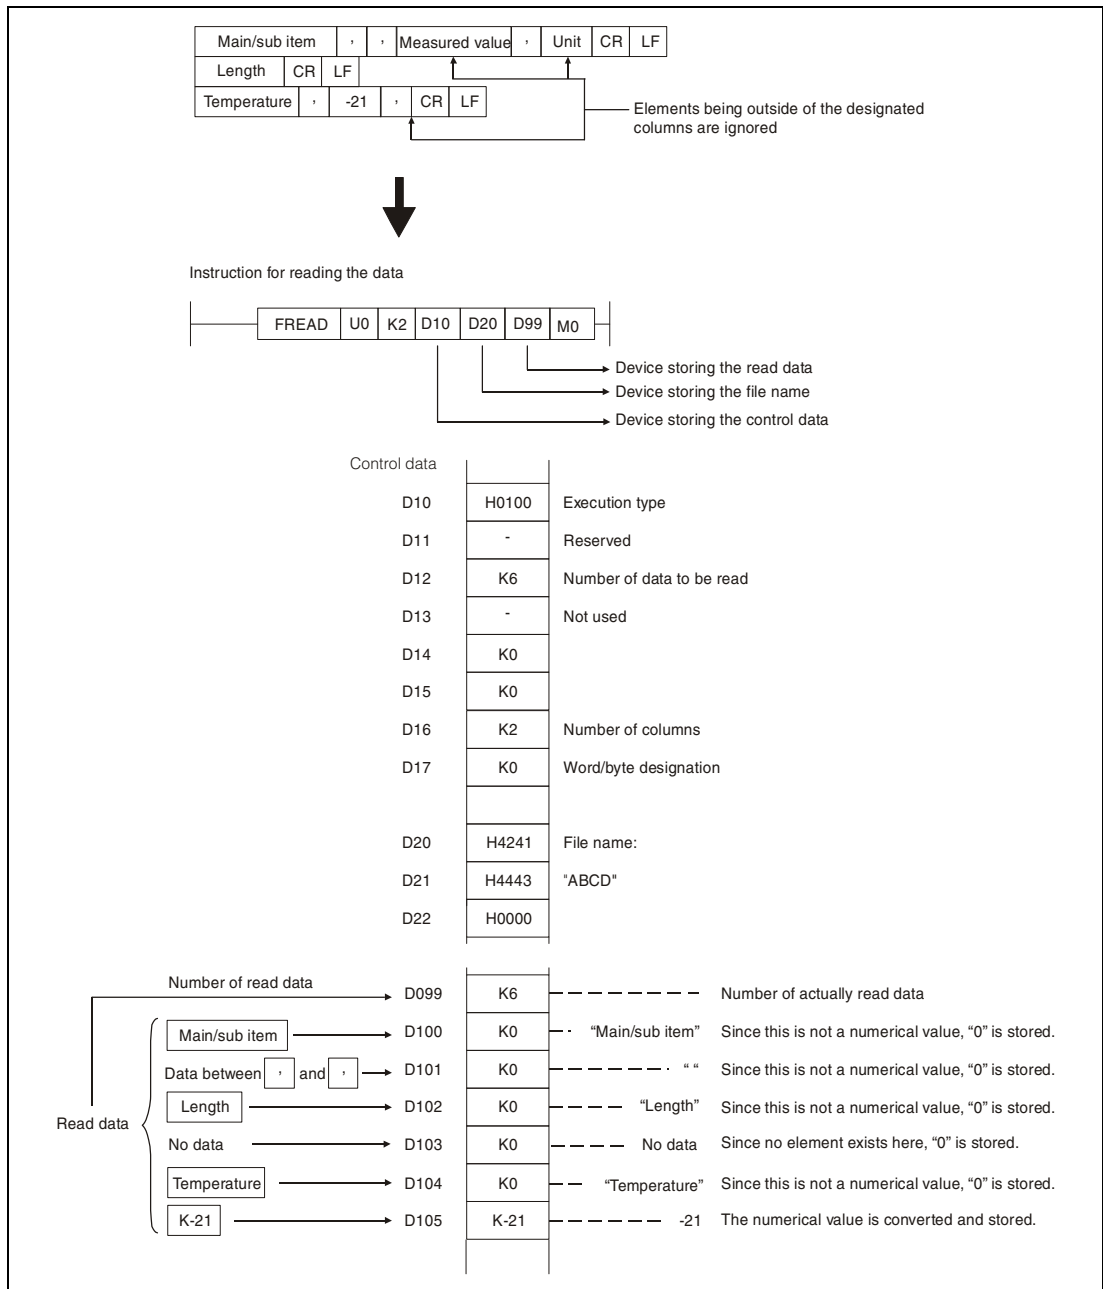 Main/sub item , , Measured value , Unit CR LF
Length CR LF
Temperature , -21 , CR LF
Elements being outside of the designated
columns are ignored
Instruction for reading the data
FREAD U0 K2 D10 D20 D99 M0
Device storing the read data
Device storing the file name
Device storing the control data
Control data
D10 H0100 Execution type
D11 - Reserved
D12 K6 Number of data to be read
D13 - Not used
D14 K0
D15 K0
D16 K2 Number of columns
D17 K0 Word/byte designation
D20 H4241 File name:
D21 H4443 "ABCD"
D22 H0000
Number of read data D099 K6 Number of actually read data
Main/sub item D100 K0 “Main/sub item” Since this is not a numerical value, “0” is stored.
Data between , and , D101 K0 “ “ Since this is not a numerical value, “0” is stored.
Length D102 K0 “Length” Since this is not a numerical value, “0” is stored.
Read data
No data D103 K0 No data Since no element exists here, “0” is stored.
Temperature D104 K0 “Temperature” Since this is not a numerical value, “0” is stored.
K-21 D105 K-21 -21 The numerical value is converted and stored.